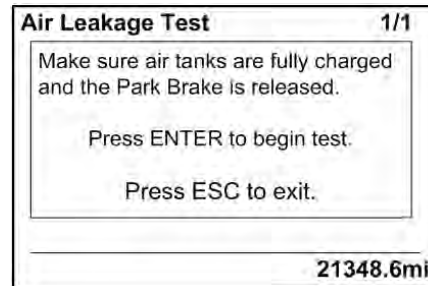 Air Leakage Test 1/1
Make sure air tanks are fully charged
and the Park Brake is released.
Press ENTER to begin test.
Press ESC to exit.
21348.6mi